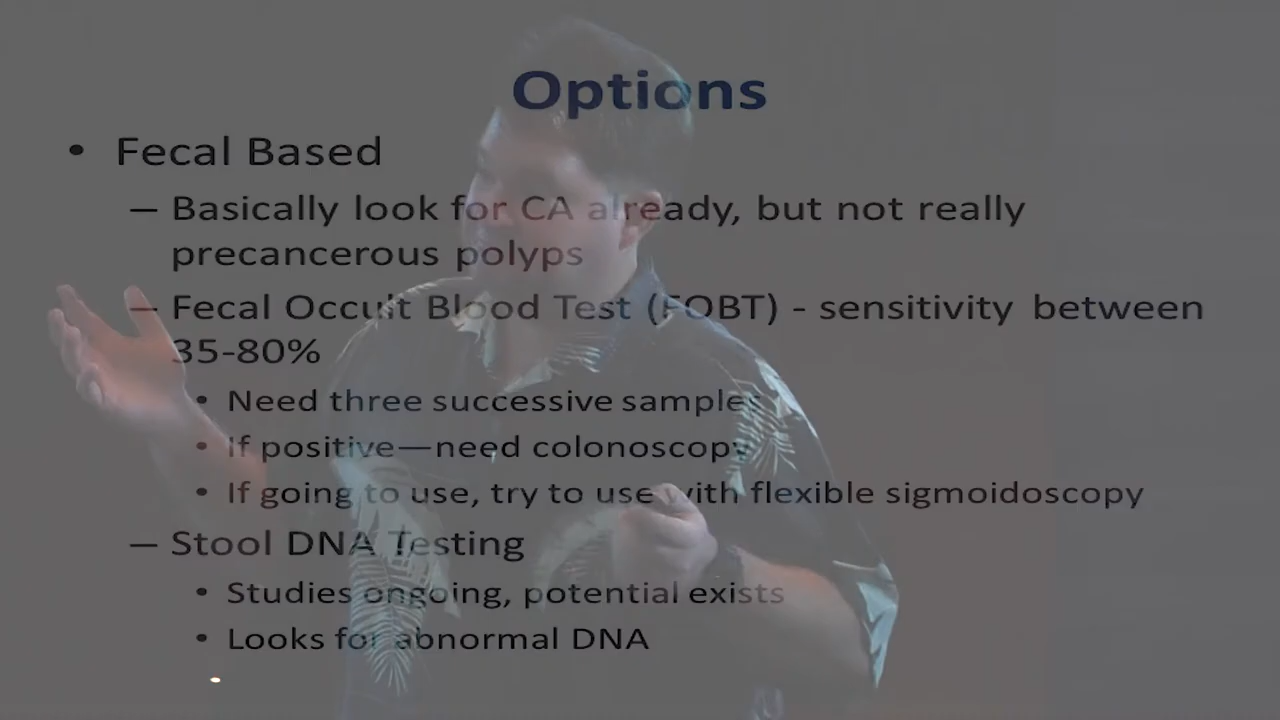 Options
• Fecal Based
– Basically look for CA already, but not really
precancerous polyps
– Fecal Occult Blood Test (FOBT) - sensitivity between
35-80%
• Need three successive samples
• If positive—need colonoscopy
• If going to use, try to use with flexible sigmoidoscopy
– Stool DNA Testing
• Studies ongoing, potential exists
• Looks for abnormal DNA